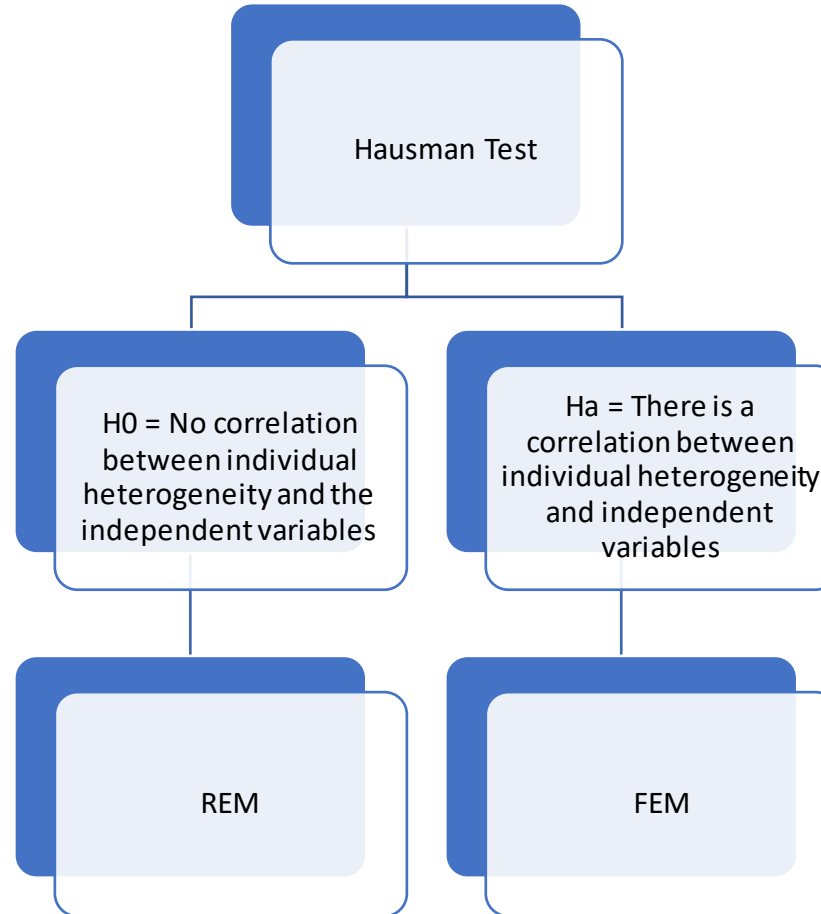 Hausman Test
H0 = No correlation
between individual
heterogeneity and the
independent variables
Ha = There is a
correlation between
individual heterogeneity
and independent
variables
REM
FEM